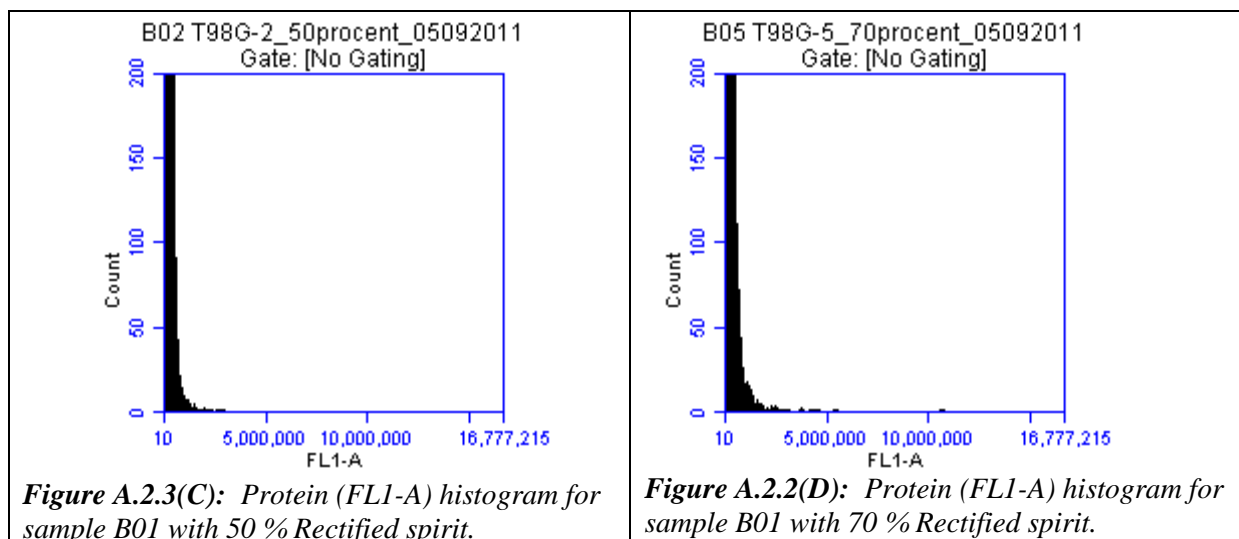 B02 T98G-2_50procent_05092011
Gate: [No Gating]
200
150
100
50
0
Count
10
5,000,000
10,000,000
16,777,215
FL1-A
Figure A.2.3(C): Protein (FL1-A) histogram for
sample B01 with 50 % Rectified spirit.
B05 T98G-5_70procent_05092011
Gate: [No Gating]
200
150
100
50
0
Count
10
5,000,000
10,000,000
16,777,215
FL1-A
Figure A.2.2(D): Protein (FL1-A) histogram for
sample B01 with 70 % Rectified spirit.